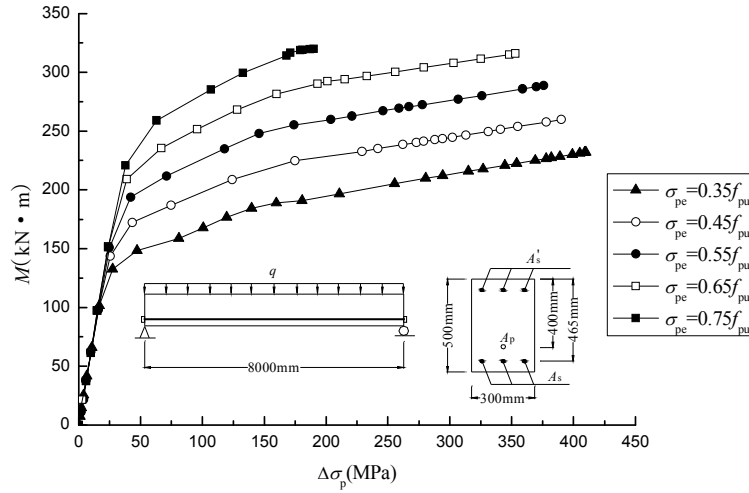 350
300
250
200
150
100
50
0
M(kN·m)
0 50 100 150 200 250 300 350 400 450
Δσp(MPa)
q
8000mm
As'
Ap
As
500mm
400mm
465mm
300mm
σpe=0.35fpu
σpe=0.45fpu
σpe=0.55fpu
σpe=0.65fpu
σpe=0.75fpu